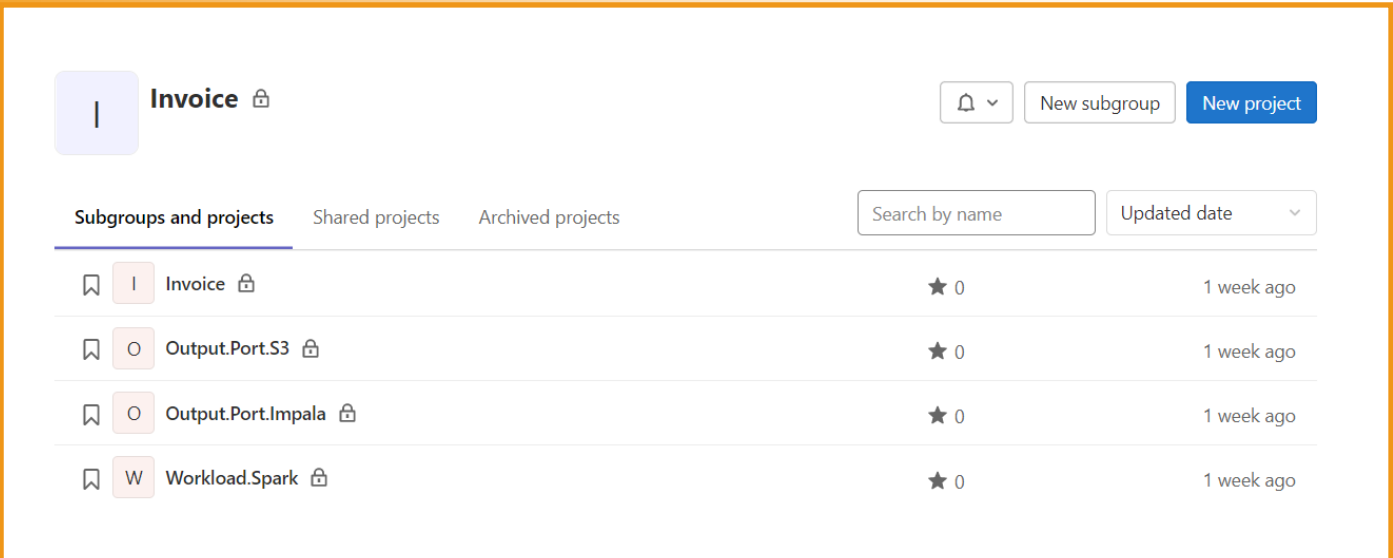 I
Invoice
New subgroup
New project
Subgroups and projects
Shared projects
Archived projects
Search by name
Updated date
I Invoice 0 1 week ago
O Output.Port.S3 0 1 week ago
O Output.Port.Impala 0 1 week ago
W Workload.Spark 0 1 week ago